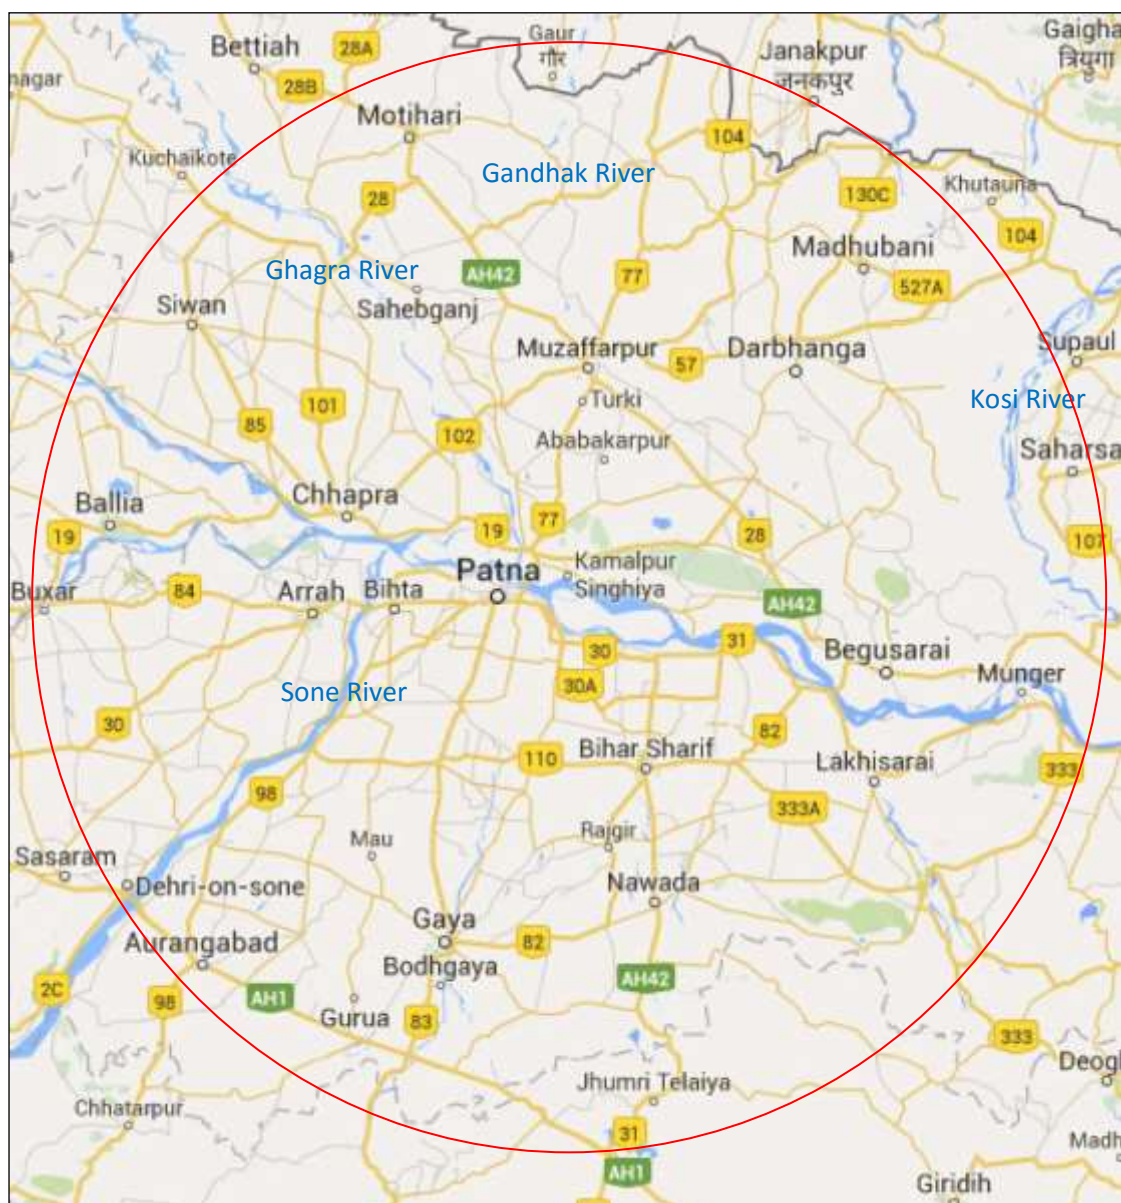 Gaur
गौर
Gaigha
त्रियुगा
Bettiah
28A
Janakpur
जनकपुर
nagar
28B
Motihari
104
Kuchaikote
Gandhak River
28
130C
Khutauna
104
Madhubani
Ghagra River
AH42
77
527A
Siwan
Sahebganj
Muzaffarpur
57
Darbhanga
Supaul
101
Turki
Kosi River
85
102
Ababakarpur
Saharsa
Chhapra
Ballia
19
19
77
28
107
Patna
Kamalpur
Singhiya
Buxar
84
Arrah
Bihta
AH42
30
31
Begusarai
Sone River
30A
Munger
30
110
Bihar Sharif
82
Lakhisarai
333
98
333A
Mau
Rajgir
Sasaram
Dehri-on-sone
Nawada
Gaya
82
Aurangabad
Bodhgaya
2C
98
AH1
AH42
Gurua
83
333
Deogh
Jhumri Telaiya
Chhatarpur
31
Madh
AH1
Giridih